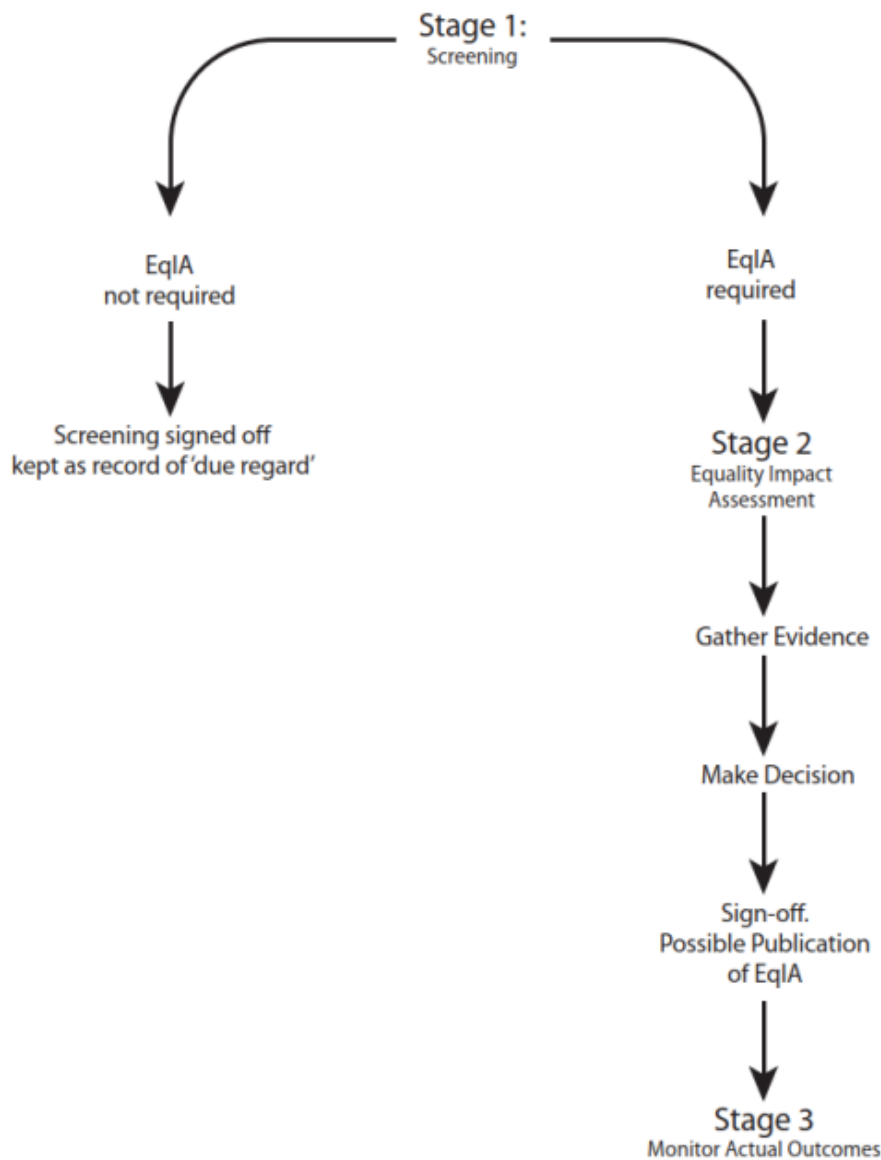 Stage 1:
Screening
EqIA
not required
Screening signed off
kept as record of 'due regard'
EqIA
required
Stage 2
Equality Impact
Assessment
Gather Evidence
Make Decision
Sign-off.
Possible Publication
of EqIA
Stage 3
Monitor Actual Outcomes